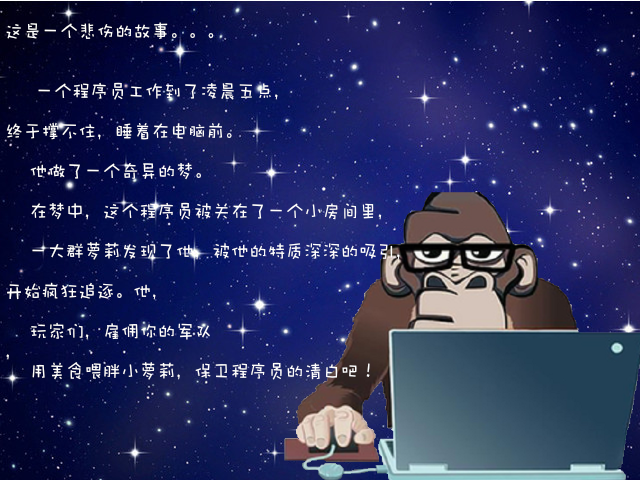 这是一个悲伤的故事。。。
一个程序员工作到了凌晨五点，
终于撑不住，睡着在电脑前。
他做了一个奇异的梦。
在梦中，这个程序员被关在了一个小房间里，
一大群萝莉发现了他，被他的特质深深的吸引，
开始疯狂追逐。他，
玩家们，雇佣你的军队
，
用美食喂胖小萝莉，保卫程序员的清白吧！